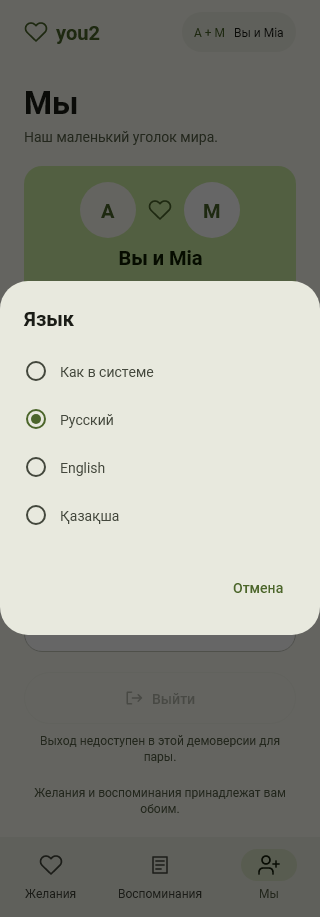 you2
A + M Вы и Mia
Мы
Наш маленький уголок мира.
A
M
Вы и Mia
Язык
Как в системе
Русский
English
Қазақша
Отмена
Выйти
Выход недоступен в этой демоверсии для
пары.
Желания и воспоминания принадлежат вам
обоим.
Желания
Воспоминания
Мы